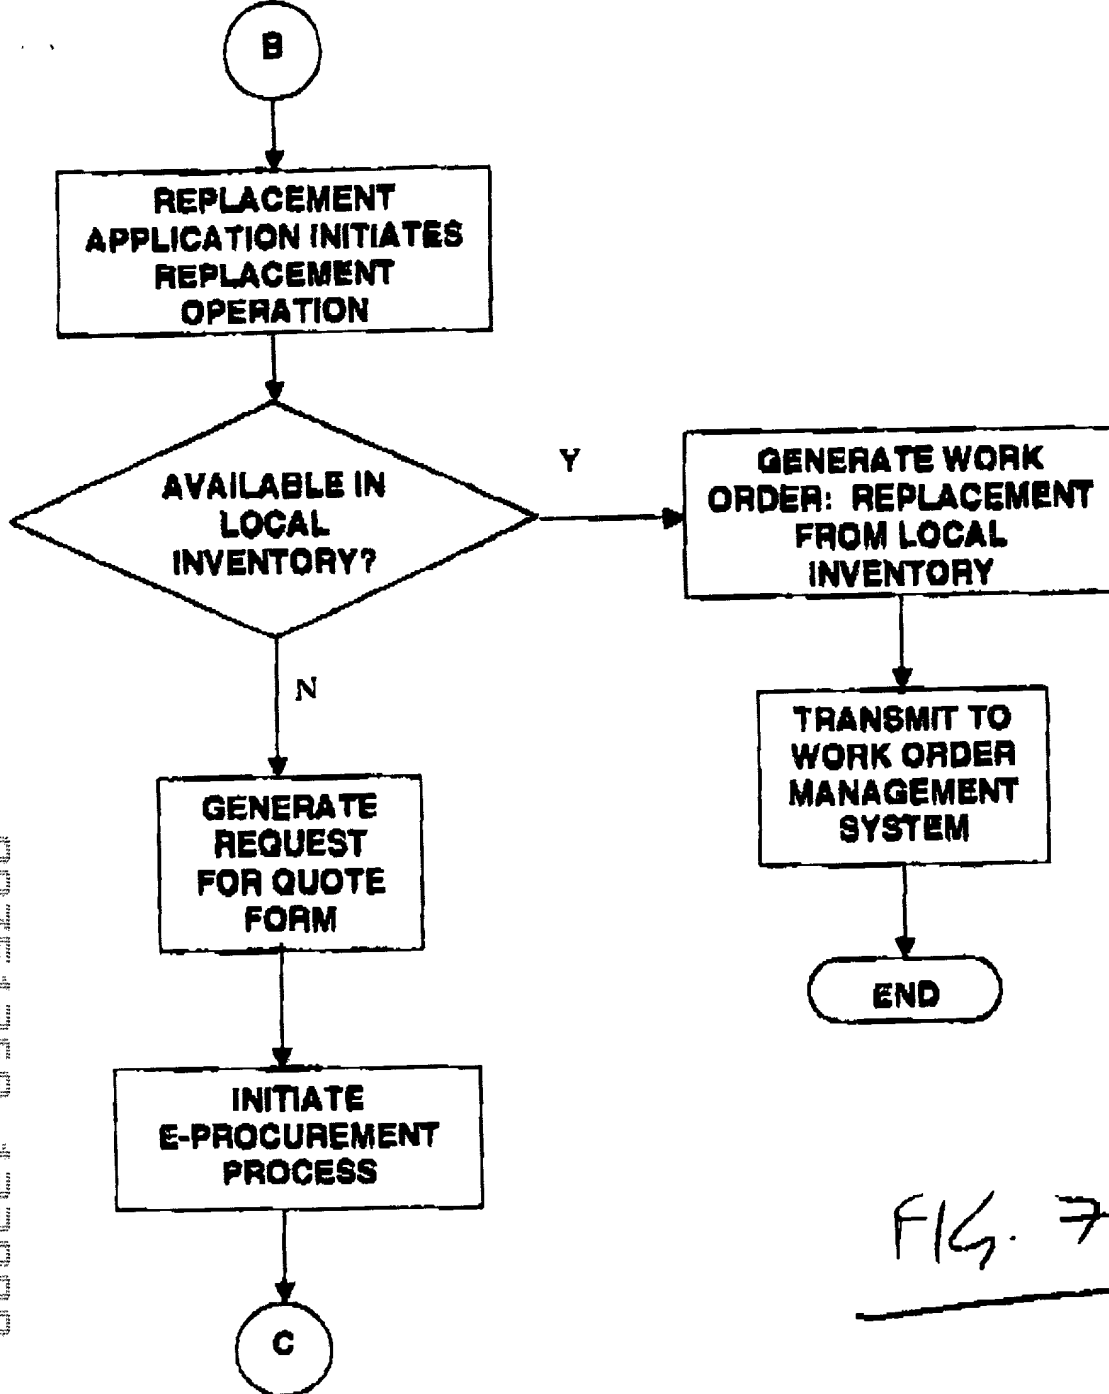 B
REPLACEMENT
APPLICATION INITIATES
REPLACEMENT
OPERATION
AVAILABLE IN
LOCAL
INVENTORY?
Y
GENERATE WORK
ORDER: REPLACEMENT
FROM LOCAL
INVENTORY
N
TRANSMIT TO
WORK ORDER
MANAGEMENT
SYSTEM
GENERATE
REQUEST
FOR QUOTE
FORM
END
INITIATE
E-PROCUREMENT
PROCESS
FIG. 7
C